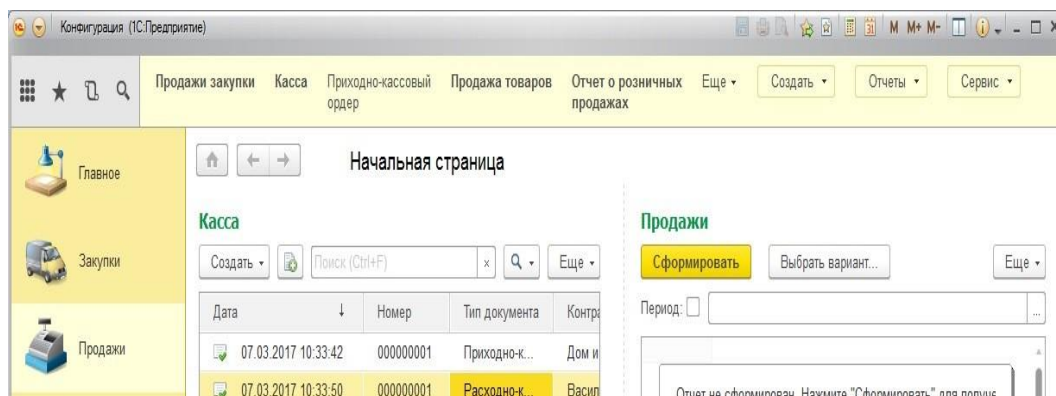 Конфигурация (1С:Предприятие)
M M+ M-
Продажи закупки Касса Приходно-кассовый ордер Продажа товаров Отчет о розничных продажах Еще Создать Отчеты Сервис
Главное
Закупки
Продажи
Начальная страница
Касса
Создать Поиск (Ctrl+F) x Еще
Дата ↓ Номер Тип документа Контра
07.03.2017 10:33:42 000000001 Приходно-к... Дом и
07.03.2017 10:33:50 000000001 Расходно-к... Васил
Продажи
Сформировать Выбрать вариант... Еще
Период: ...
Отчет не сформирован. Нажмите "Сформировать" для получе